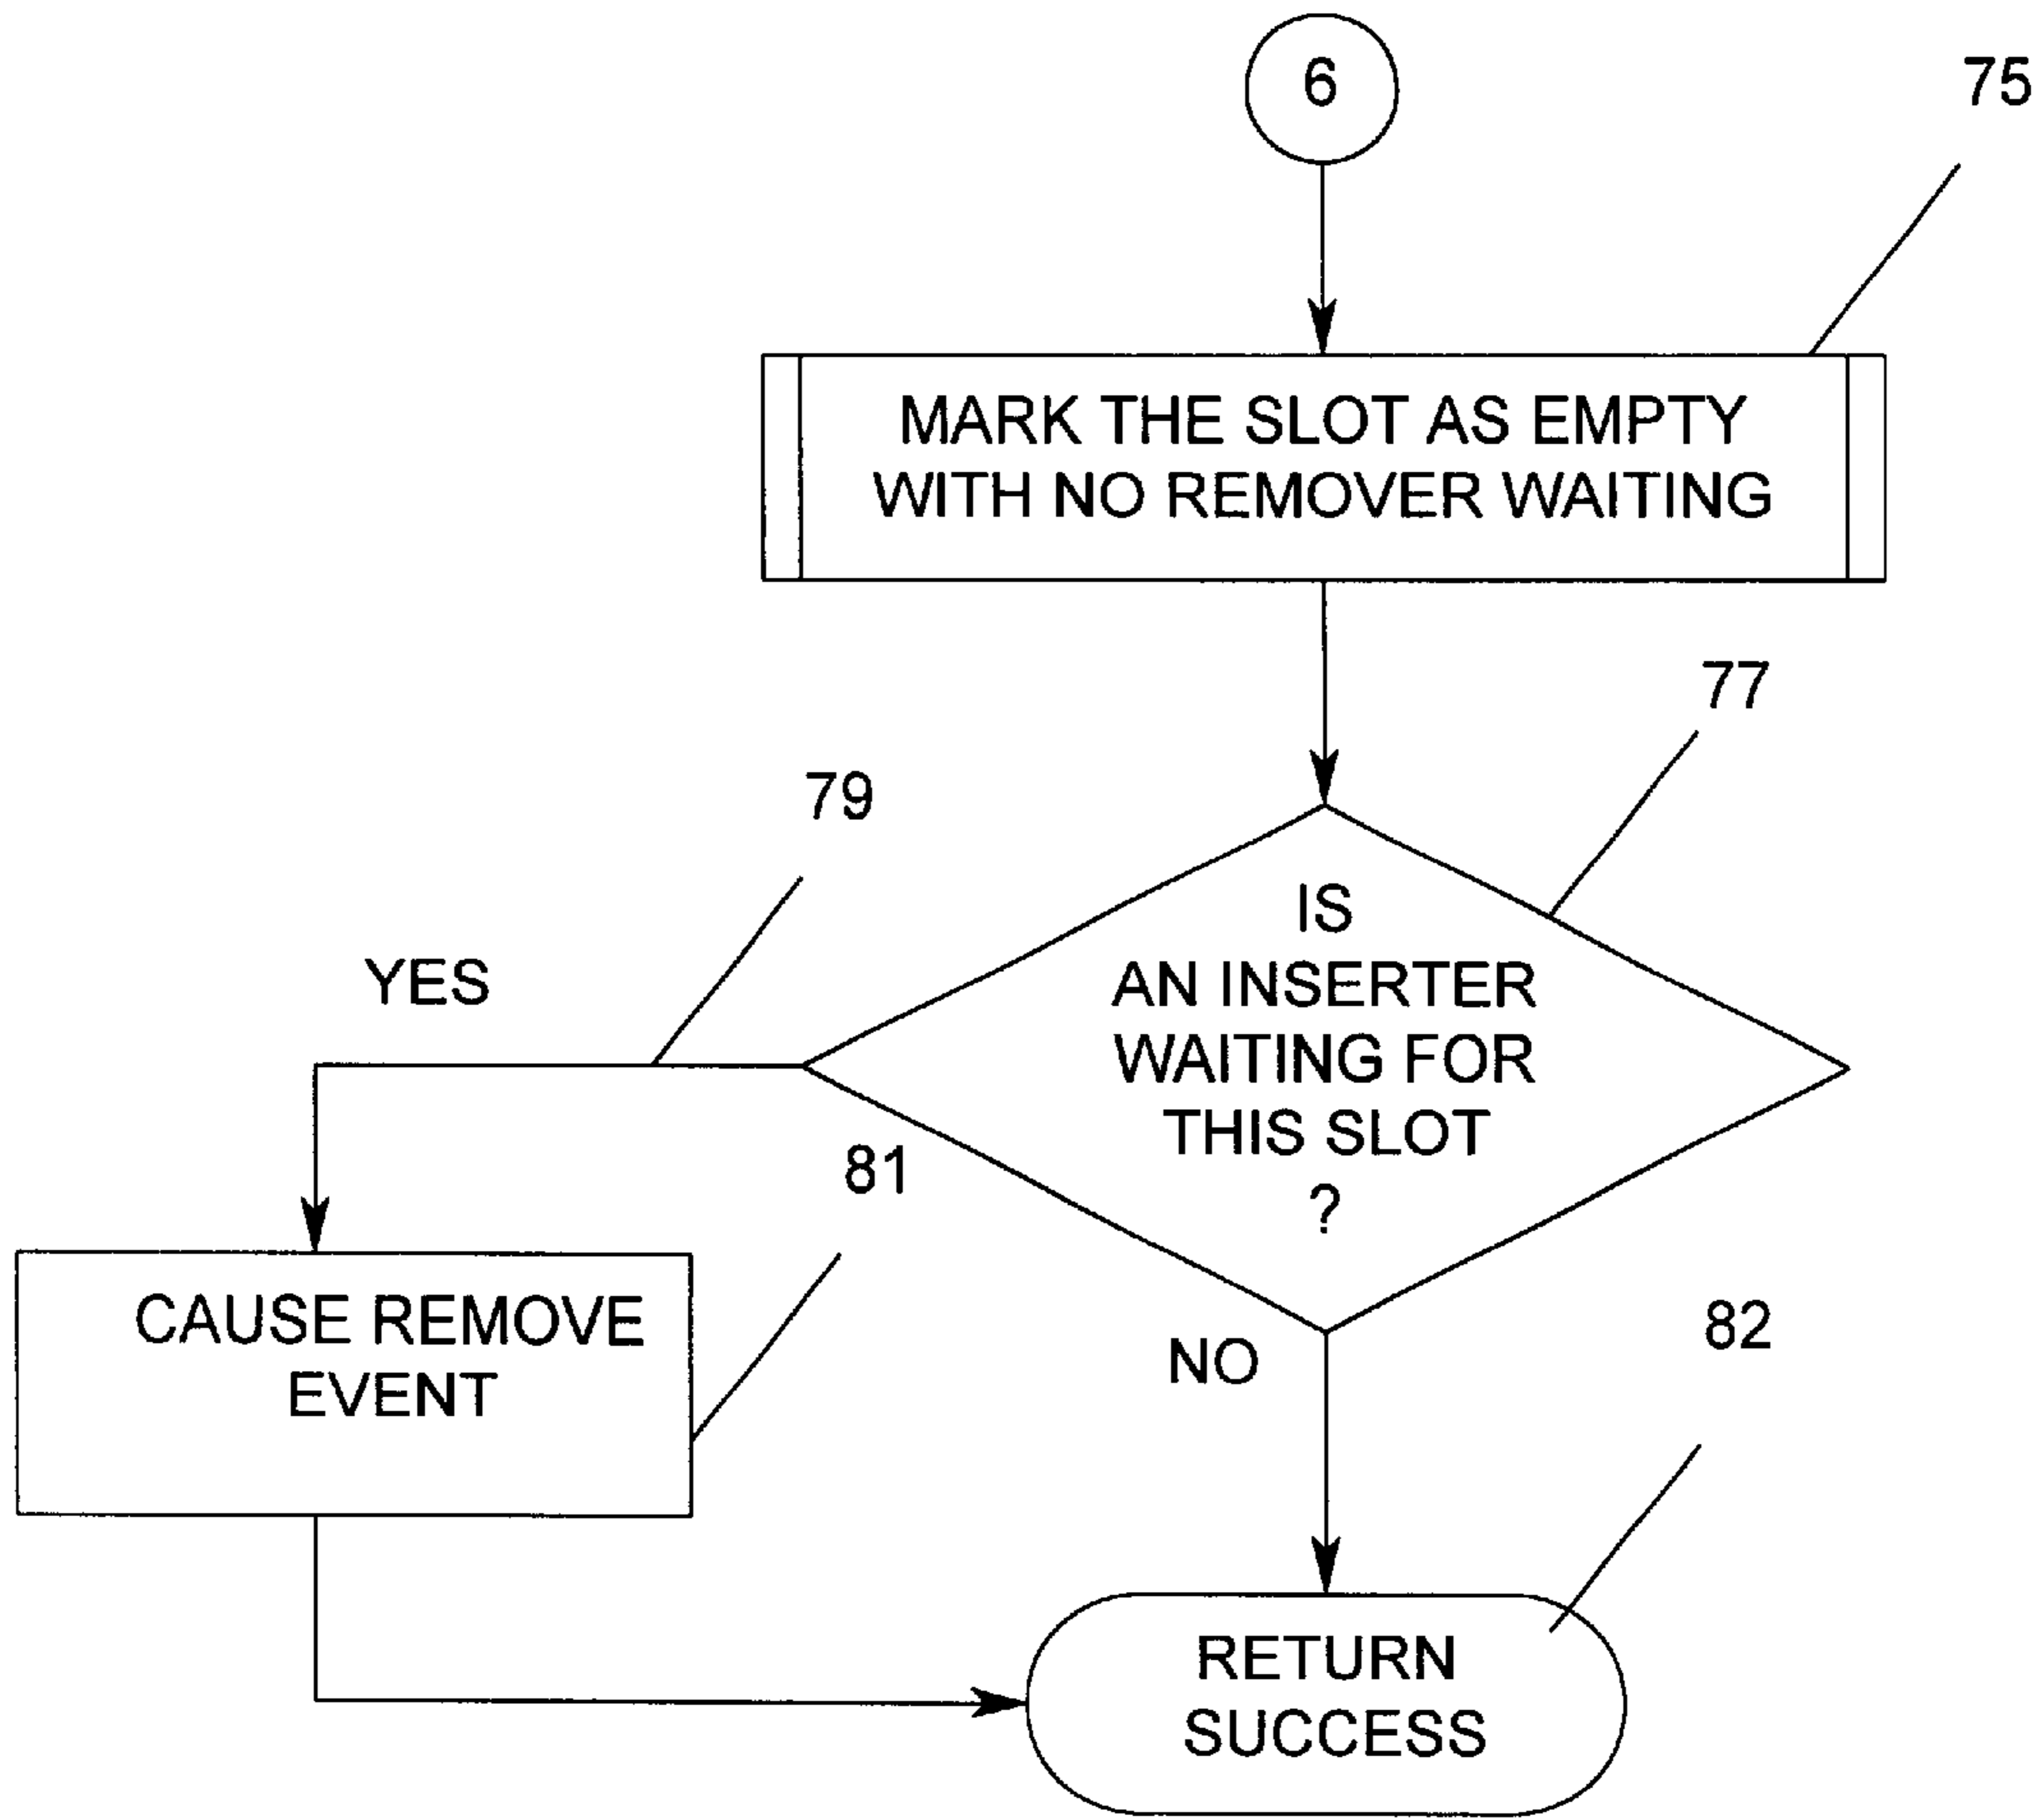 6
75
MARK THE SLOT AS EMPTY
WITH NO REMOVER WAITING
77
79
IS
AN INSERTER
WAITING FOR
THIS SLOT
?
YES
81
CAUSE REMOVE
EVENT
82
NO
RETURN
SUCCESS